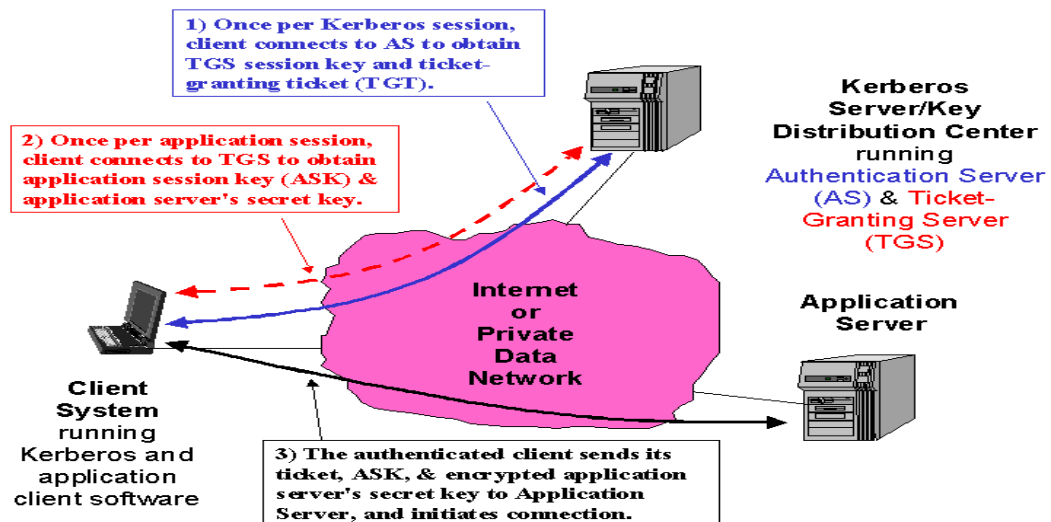 1) Once per Kerberos session,
client connects to AS to obtain
TGS session key and ticket-
granting ticket (TGT).
2) Once per application session,
client connects to TGS to obtain
application session key (ASK) &
application server's secret key.
Kerberos
Server/Key
Distribution Center
running
Authentication Server
(AS) & Ticket-
Granting Server
(TGS)
Internet
or
Private
Data
Network
Application
Server
Client
System
running
Kerberos and
application
client software
3) The authenticated client sends its
ticket, ASK, & encrypted application
server's secret key to Application
Server, and initiates connection.